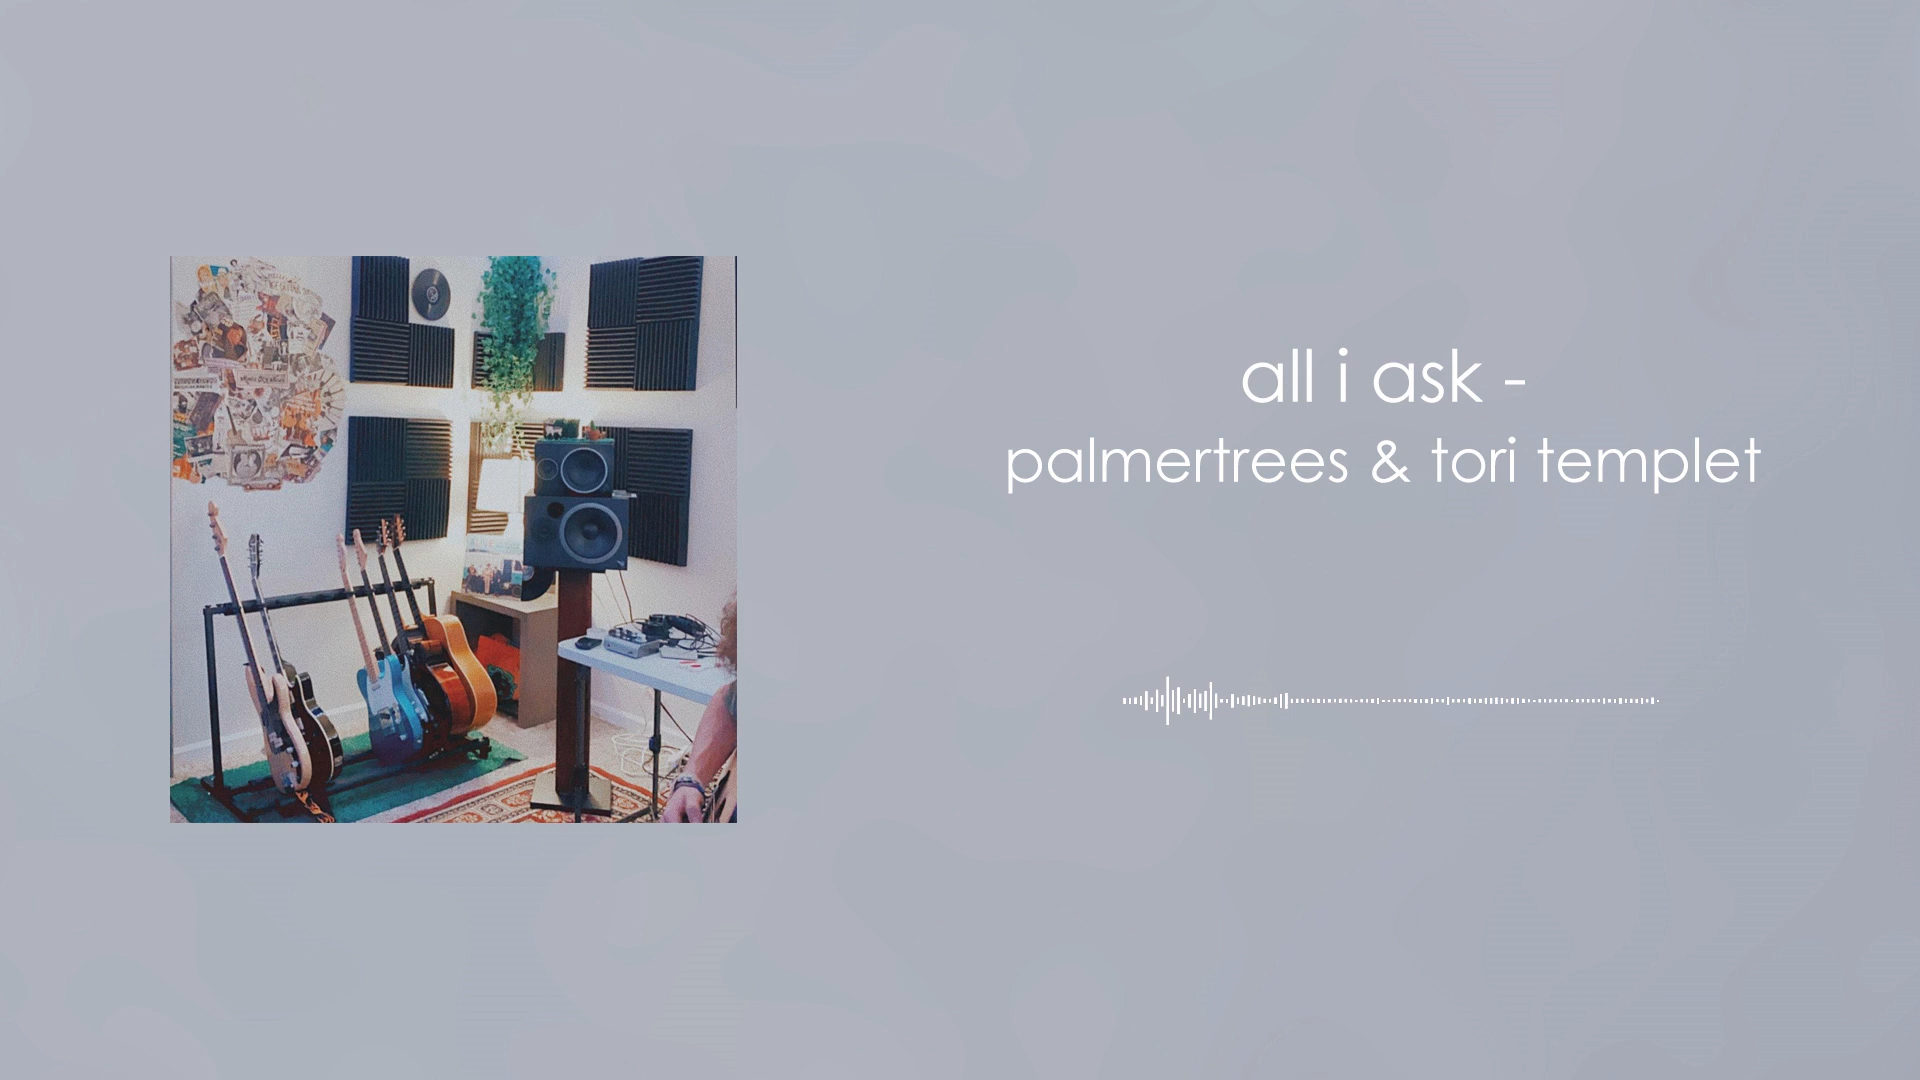 all i ask -
palmertrees & tori templet